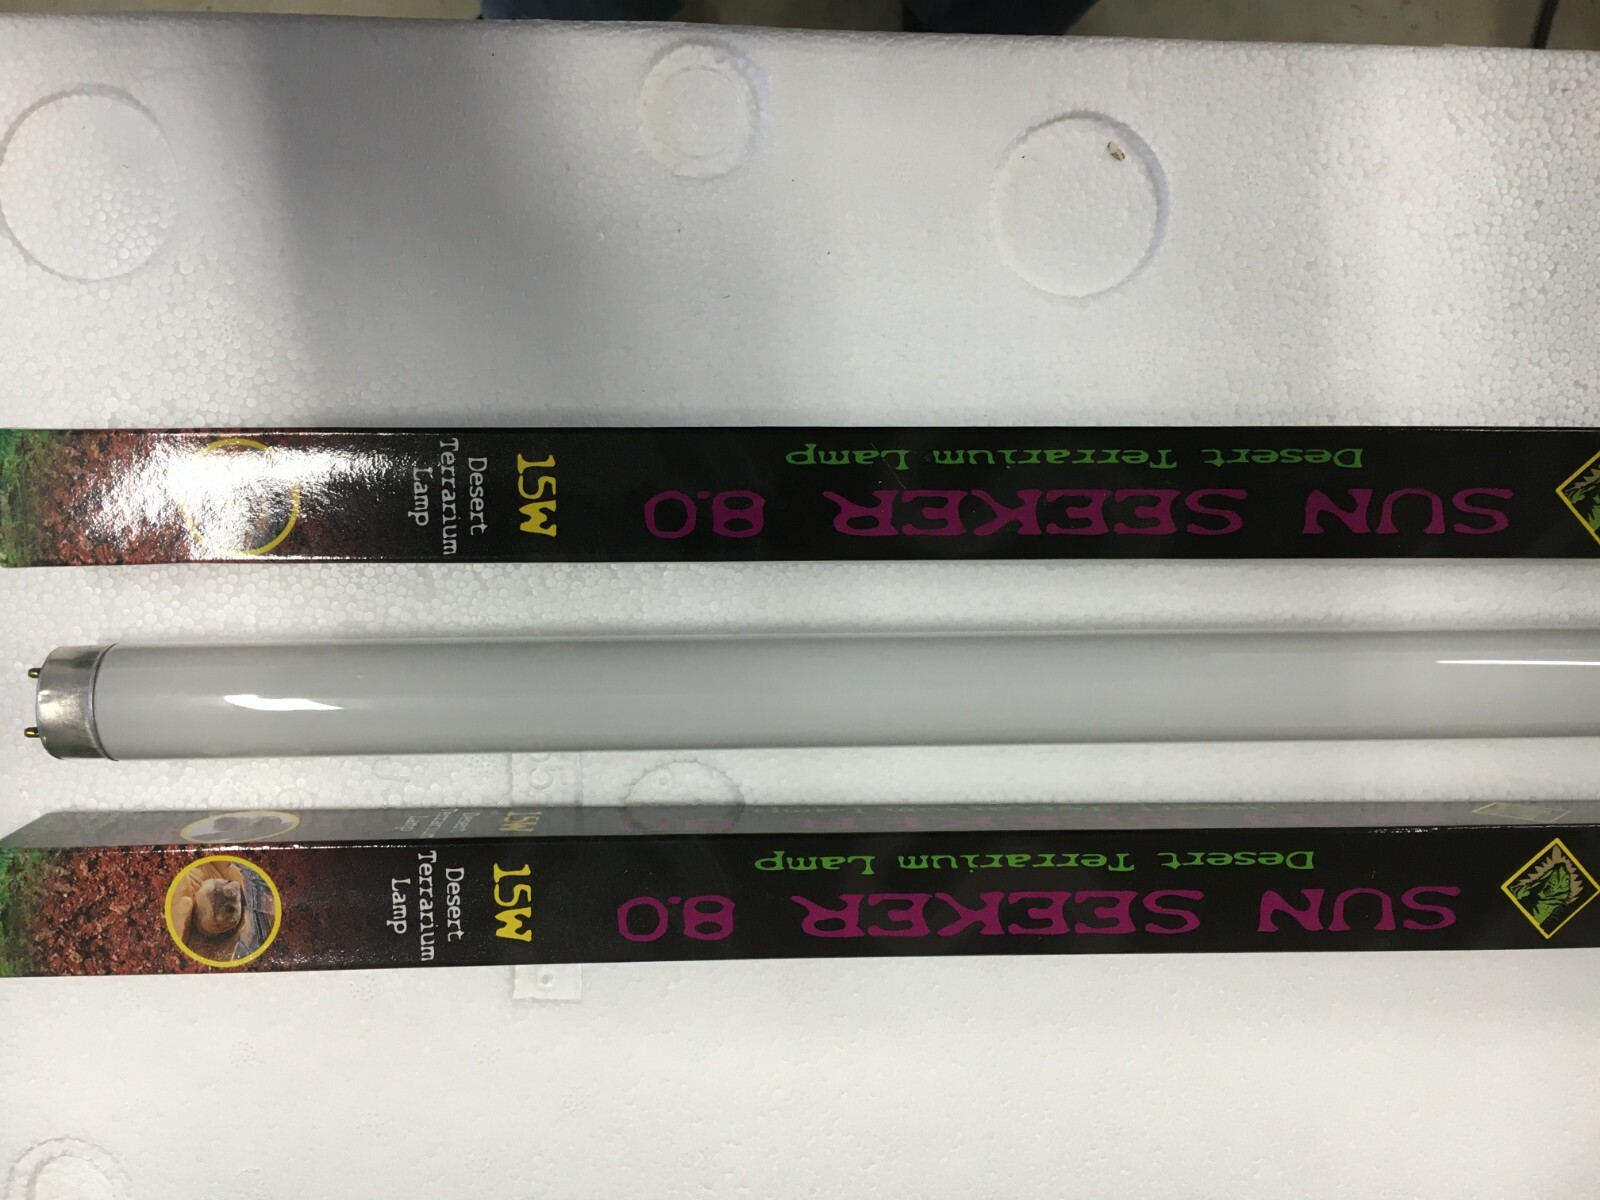 15W
Desert
Terrarium
Lamp
SUN SEEKER 8.0
Desert Terrarium Lamp
15W
Desert
Terrarium
Lamp
SUN SEEKER 8.0
Desert Terrarium Lamp
15W